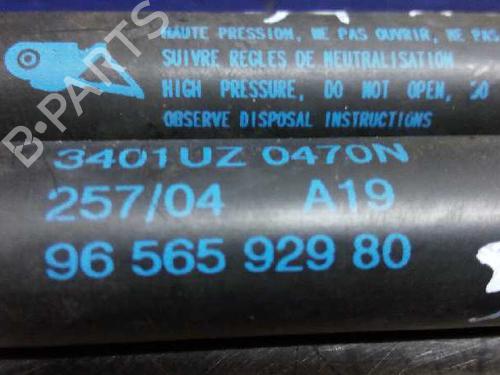 HAUTE PRESSION, NE PAS OUVRIR, NE PAS
SUIVRE REGLES DE NEUTRALISATION
HIGH PRESSURE, DO NOT OPEN, DO
OBSERVE DISPOSAL INSTRUCTIONS
3401UZ 0470N
257/04 A19
96 565 929 80
B-PARTS